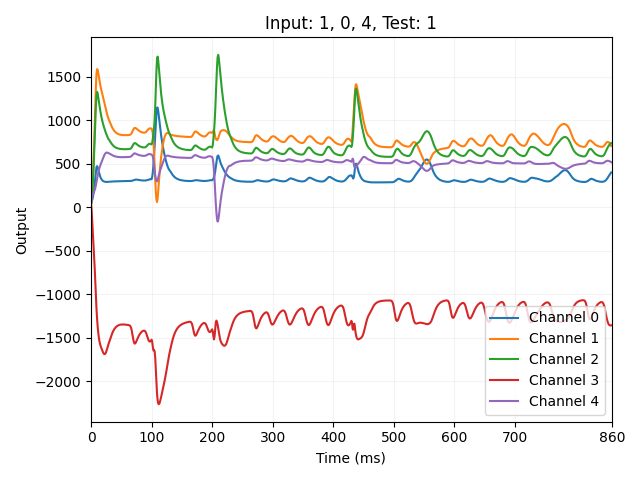 Input: 1, 0, 4, Test: 1
Output
1500
1000
500
0
−500
−1000
−1500
−2000
Channel 0
Channel 1
Channel 2
Channel 3
Channel 4
0 100 200 300 400 500 600 700 860
Time (ms)